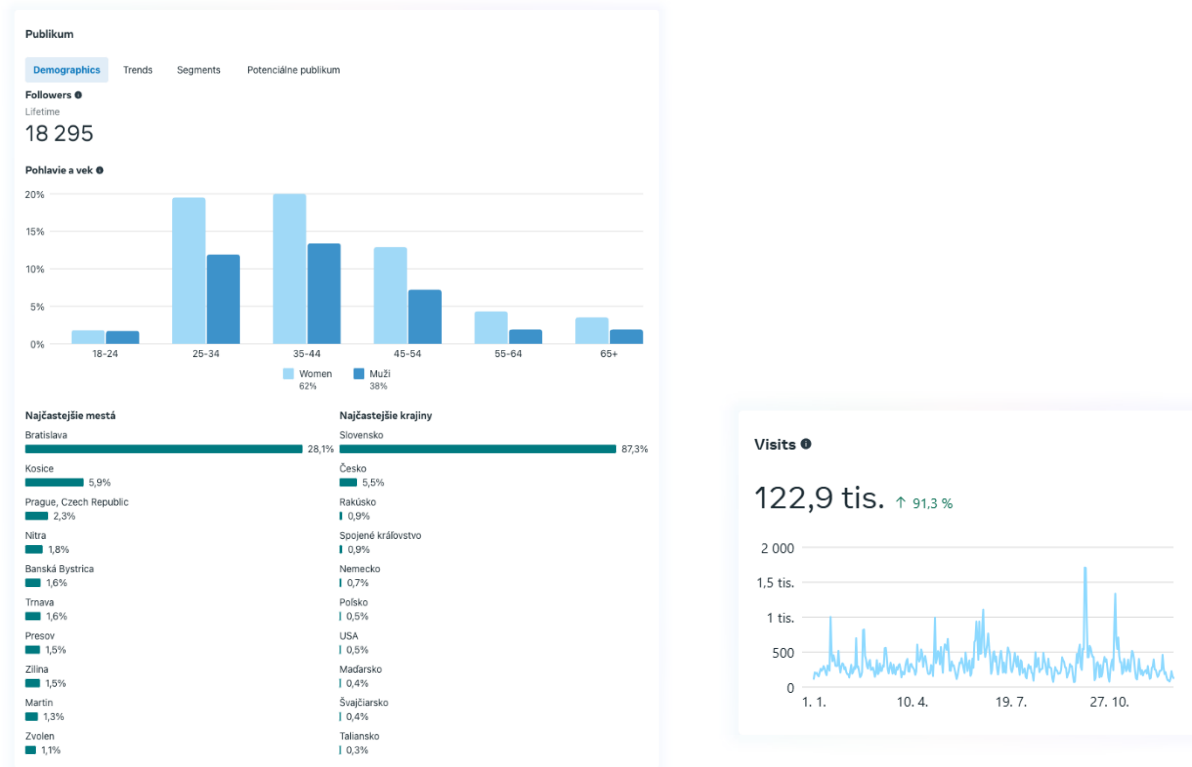 Publikum
Demographics Trends Segments Potenciálne publikum
Followers
Lifetime
18 295
Pohlavie a vek
20%
15%
10%
5%
0%
18-24 25-34 35-44 45-54 55-64 65+
Women Muži
62% 38%
Najčastejšie mestá
Bratislava
28,1%
Kosice
5,9%
Prague, Czech Republic
2,3%
Nitra
1,8%
Banská Bystrica
1,6%
Trnava
1,6%
Presov
1,5%
Zilina
1,5%
Martin
1,3%
Zvolen
1,1%
Najčastejšie krajiny
Slovensko
87,3%
Česko
5,5%
Rakúsko
0,9%
Spojené kráľovstvo
0,9%
Nemecko
0,7%
Poľsko
0,5%
USA
0,5%
Maďarsko
0,4%
Švajčiarsko
0,4%
Taliansko
0,3%
Visits
122,9 tis. ↑ 91,3 %
2 000
1,5 tis.
1 tis.
500
0
1. 1. 10. 4. 19. 7. 27. 10.